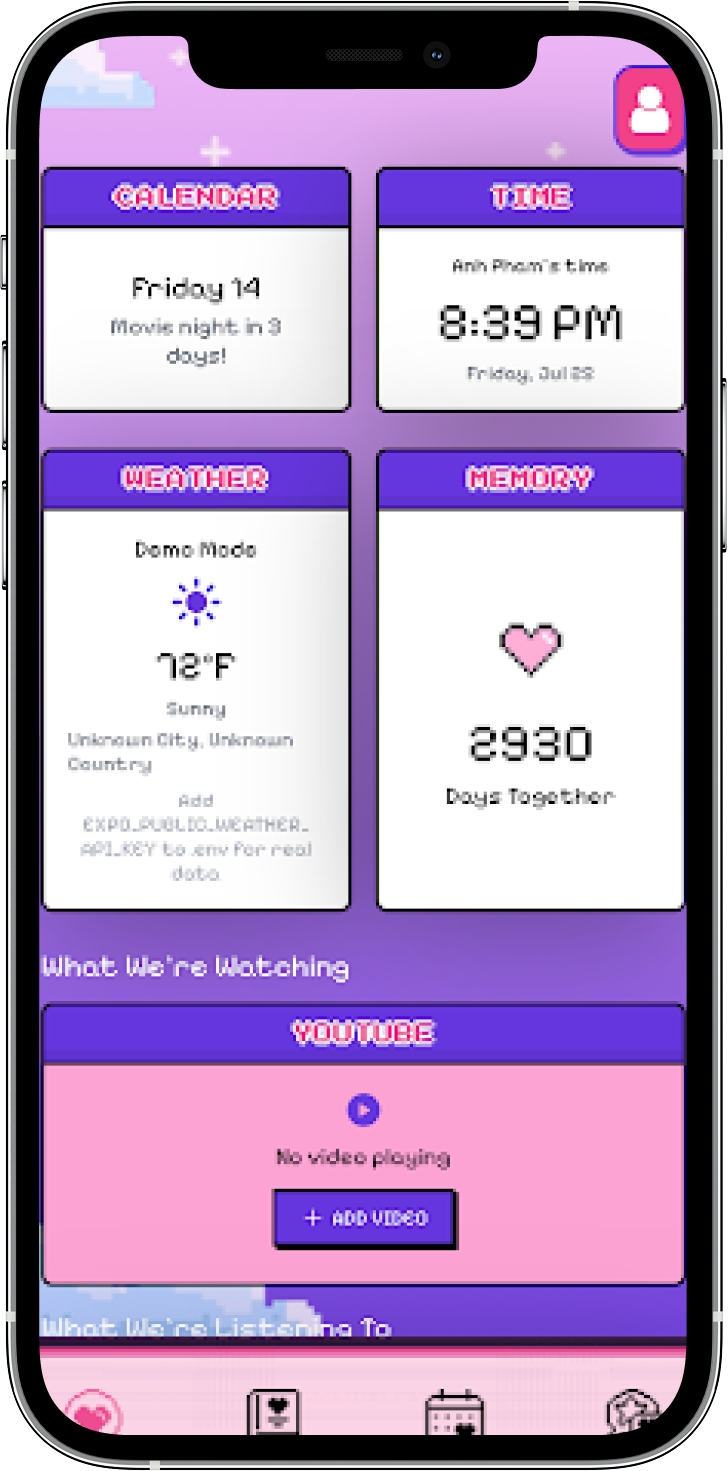 CALENDAR
Friday 14
Movie night in 3
days!
TIME
Anh Pham's time
8:39 PM
Friday, Jul 25
WEATHER
Demo Mode
72°F
Sunny
Unknown City, Unknown
Country
Add
EXPO_PUBLIC_WEATHER_
API_KEY to .env for real
data
MEMORY
2930
Days Together
What We're Watching
YOUTUBE
No video playing
+ ADD VIDEO
What We're Listening To